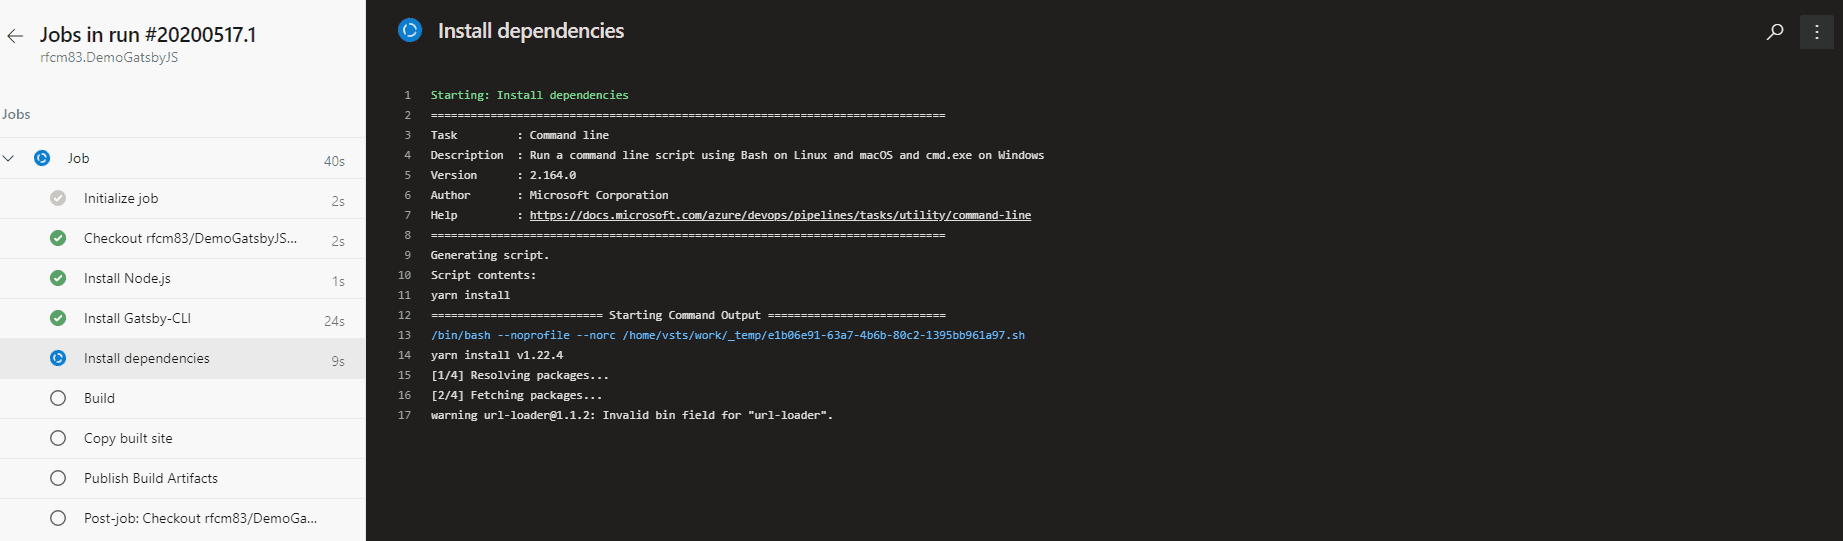 Jobs in run #20200517.1
rfcm83.DemoGatsbyJS
Jobs
Job 40s
Initialize job 2s
Checkout rfcm83/DemoGatsbyJS... 2s
Install Node.js 1s
Install Gatsby-CLI 24s
Install dependencies 9s
Build
Copy built site
Publish Build Artifacts
Post-job: Checkout rfcm83/DemoGa...
Install dependencies
1 Starting: Install dependencies
2 ==============================================================================
3 Task         : Command line
4 Description  : Run a command line script using Bash on Linux and macOS and cmd.exe on Windows
5 Version      : 2.164.0
6 Author       : Microsoft Corporation
7 Help         : https://docs.microsoft.com/azure/devops/pipelines/tasks/utility/command-line
8 ==============================================================================
9 Generating script.
10 Script contents:
11 yarn install
12 ========================== Starting Command Output ===========================
13 /bin/bash --noprofile --norc /home/vsts/work/_temp/e1b06e91-63a7-4b6b-80c2-1395bb961a97.sh
14 yarn install v1.22.4
15 [1/4] Resolving packages...
16 [2/4] Fetching packages...
17 warning url-loader@1.1.2: Invalid bin field for "url-loader".